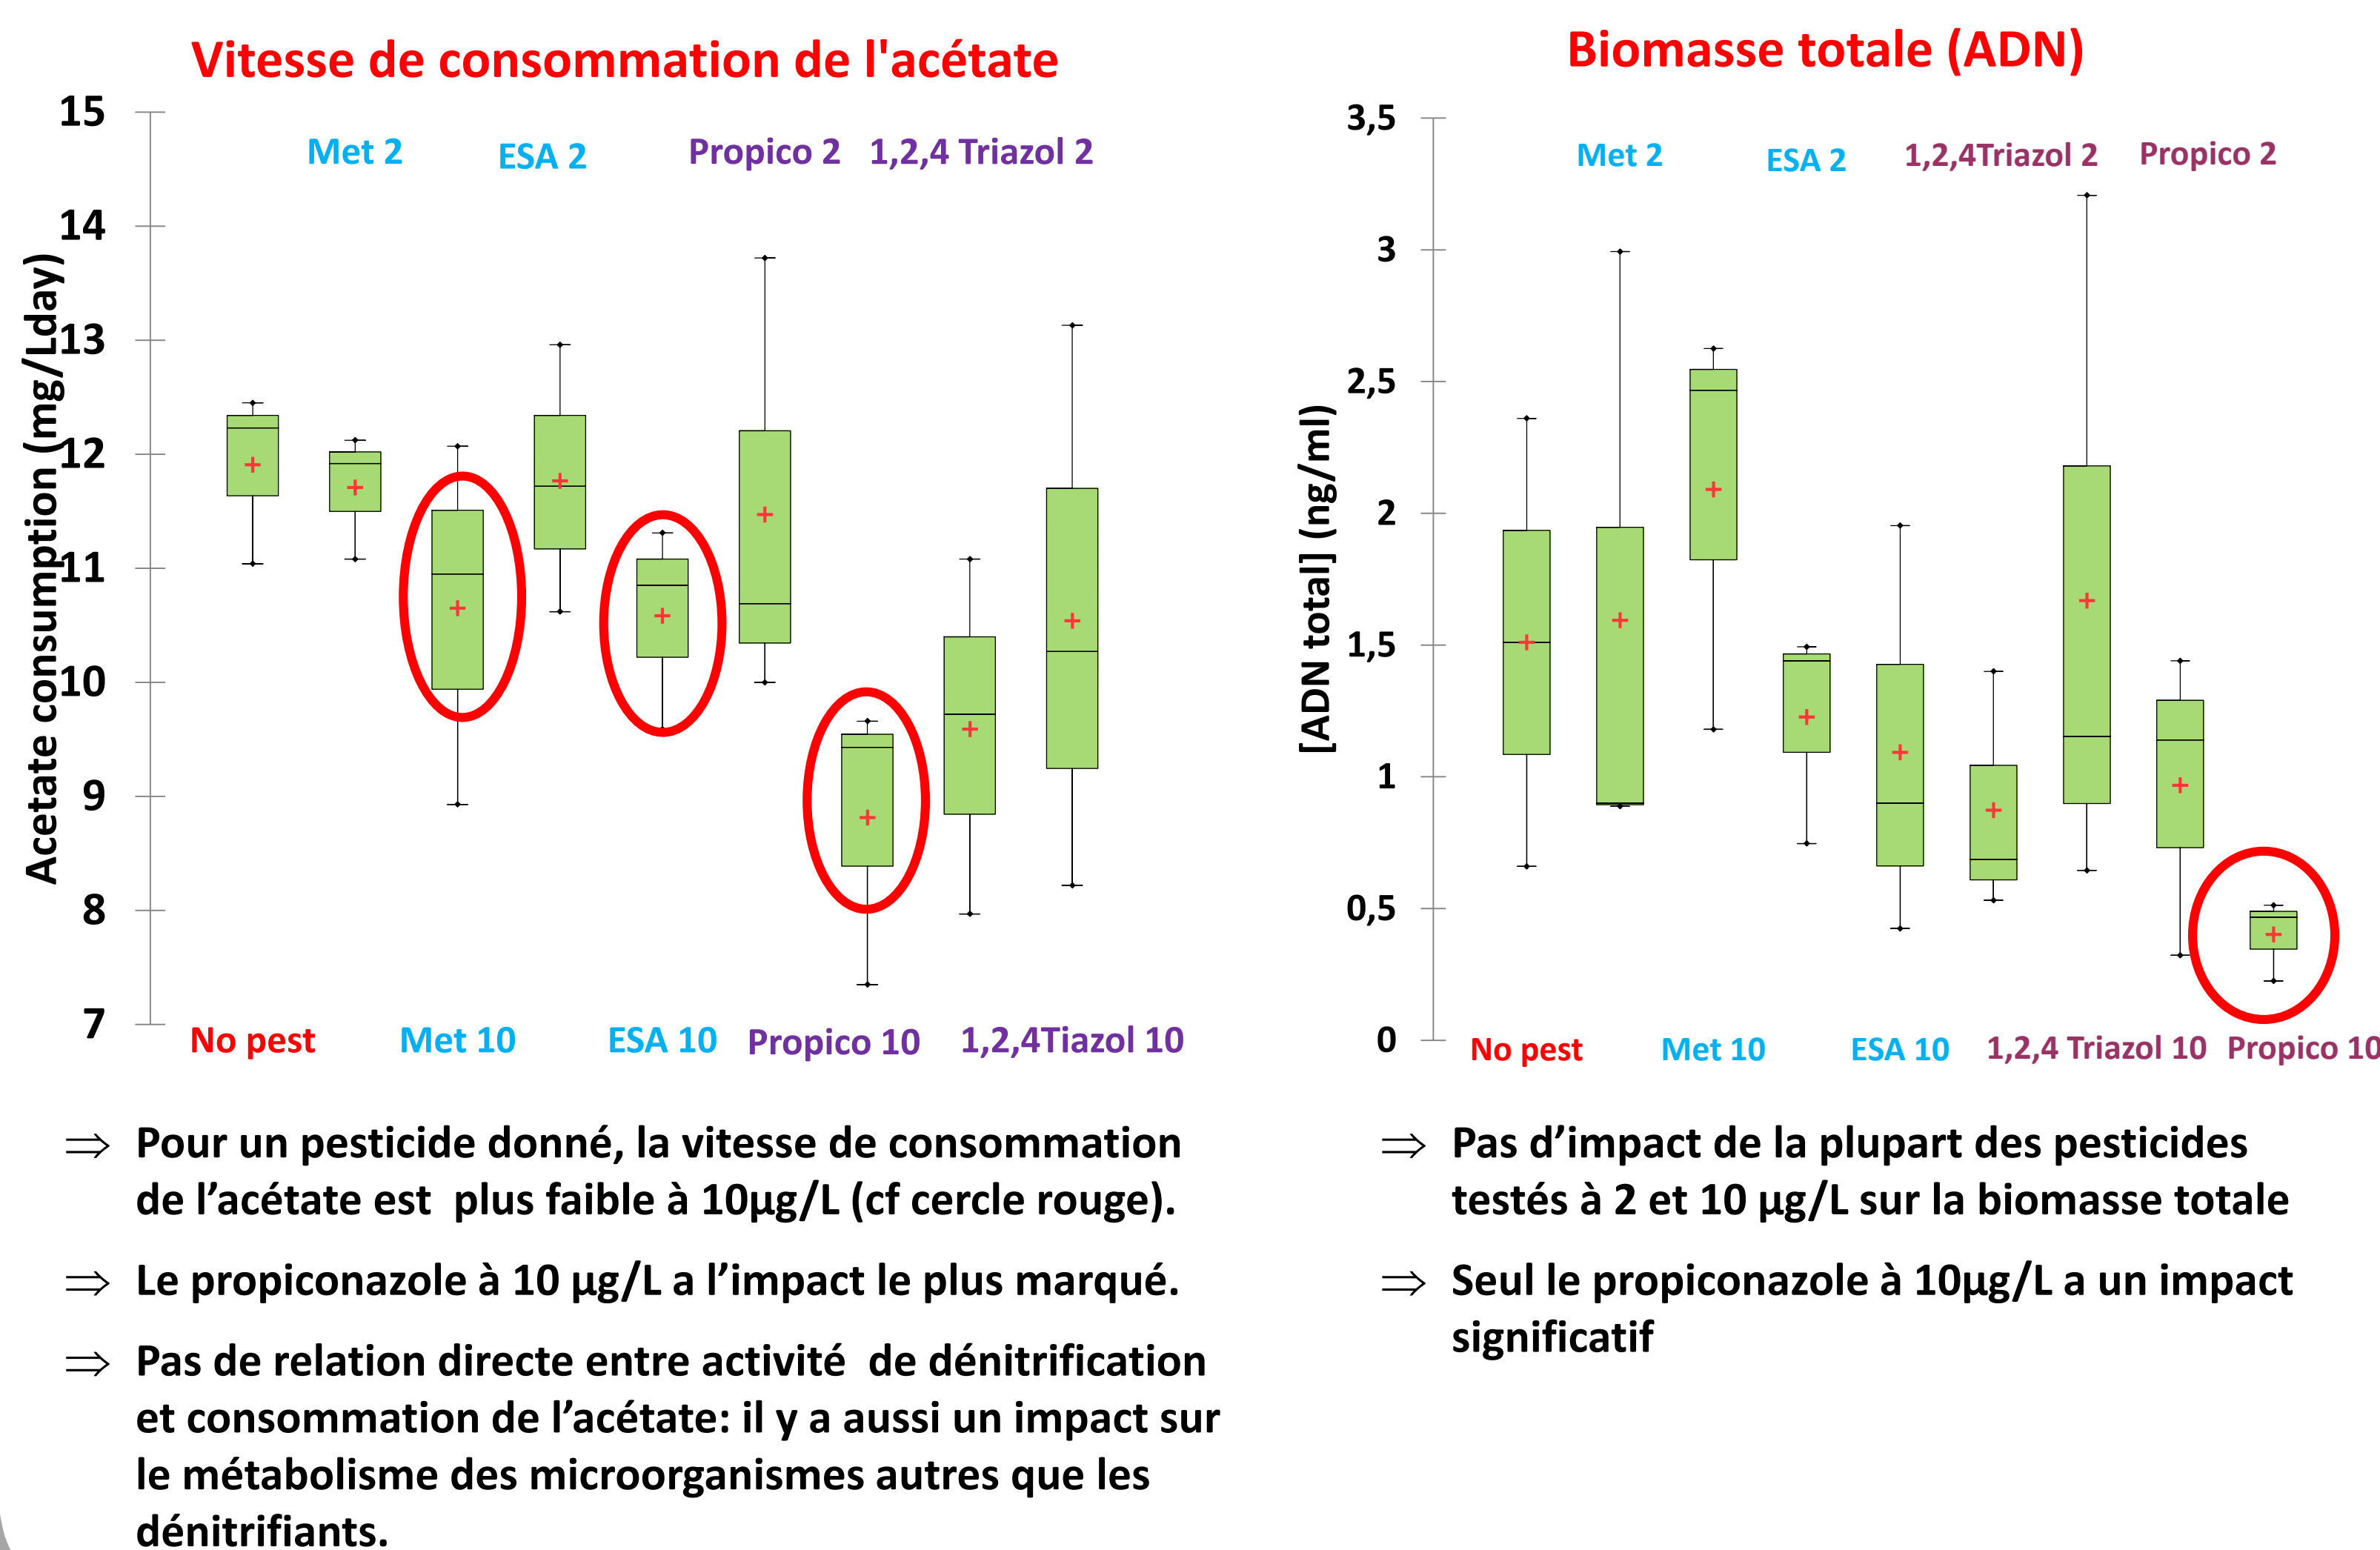 Vitesse de consommation de l'acétate
15
14
13
12
11
10
9
8
7
Acetate consumption (mg/Lday)
Met 2
ESA 2
Propico 2
1,2,4 Triazol 2
No pest
Met 10
ESA 10
Propico 10
1,2,4Tiazol 10
⇒ Pour un pesticide donné, la vitesse de consommation
de l’acétate est plus faible à 10µg/L (cf cercle rouge).
⇒ Le propiconazole à 10 µg/L a l’impact le plus marqué.
⇒ Pas de relation directe entre activité de dénitrification
et consommation de l’acétate: il y a aussi un impact sur
le métabolisme des microorganismes autres que les
dénitrifiants.
Biomasse totale (ADN)
3,5
3
2,5
2
1,5
1
0,5
0
[ADN total] (ng/ml)
Met 2
ESA 2
1,2,4Triazol 2
Propico 2
No pest
Met 10
ESA 10
1,2,4 Triazol 10
Propico 10
⇒ Pas d’impact de la plupart des pesticides
testés à 2 et 10 µg/L sur la biomasse totale
⇒ Seul le propiconazole à 10µg/L a un impact
significatif